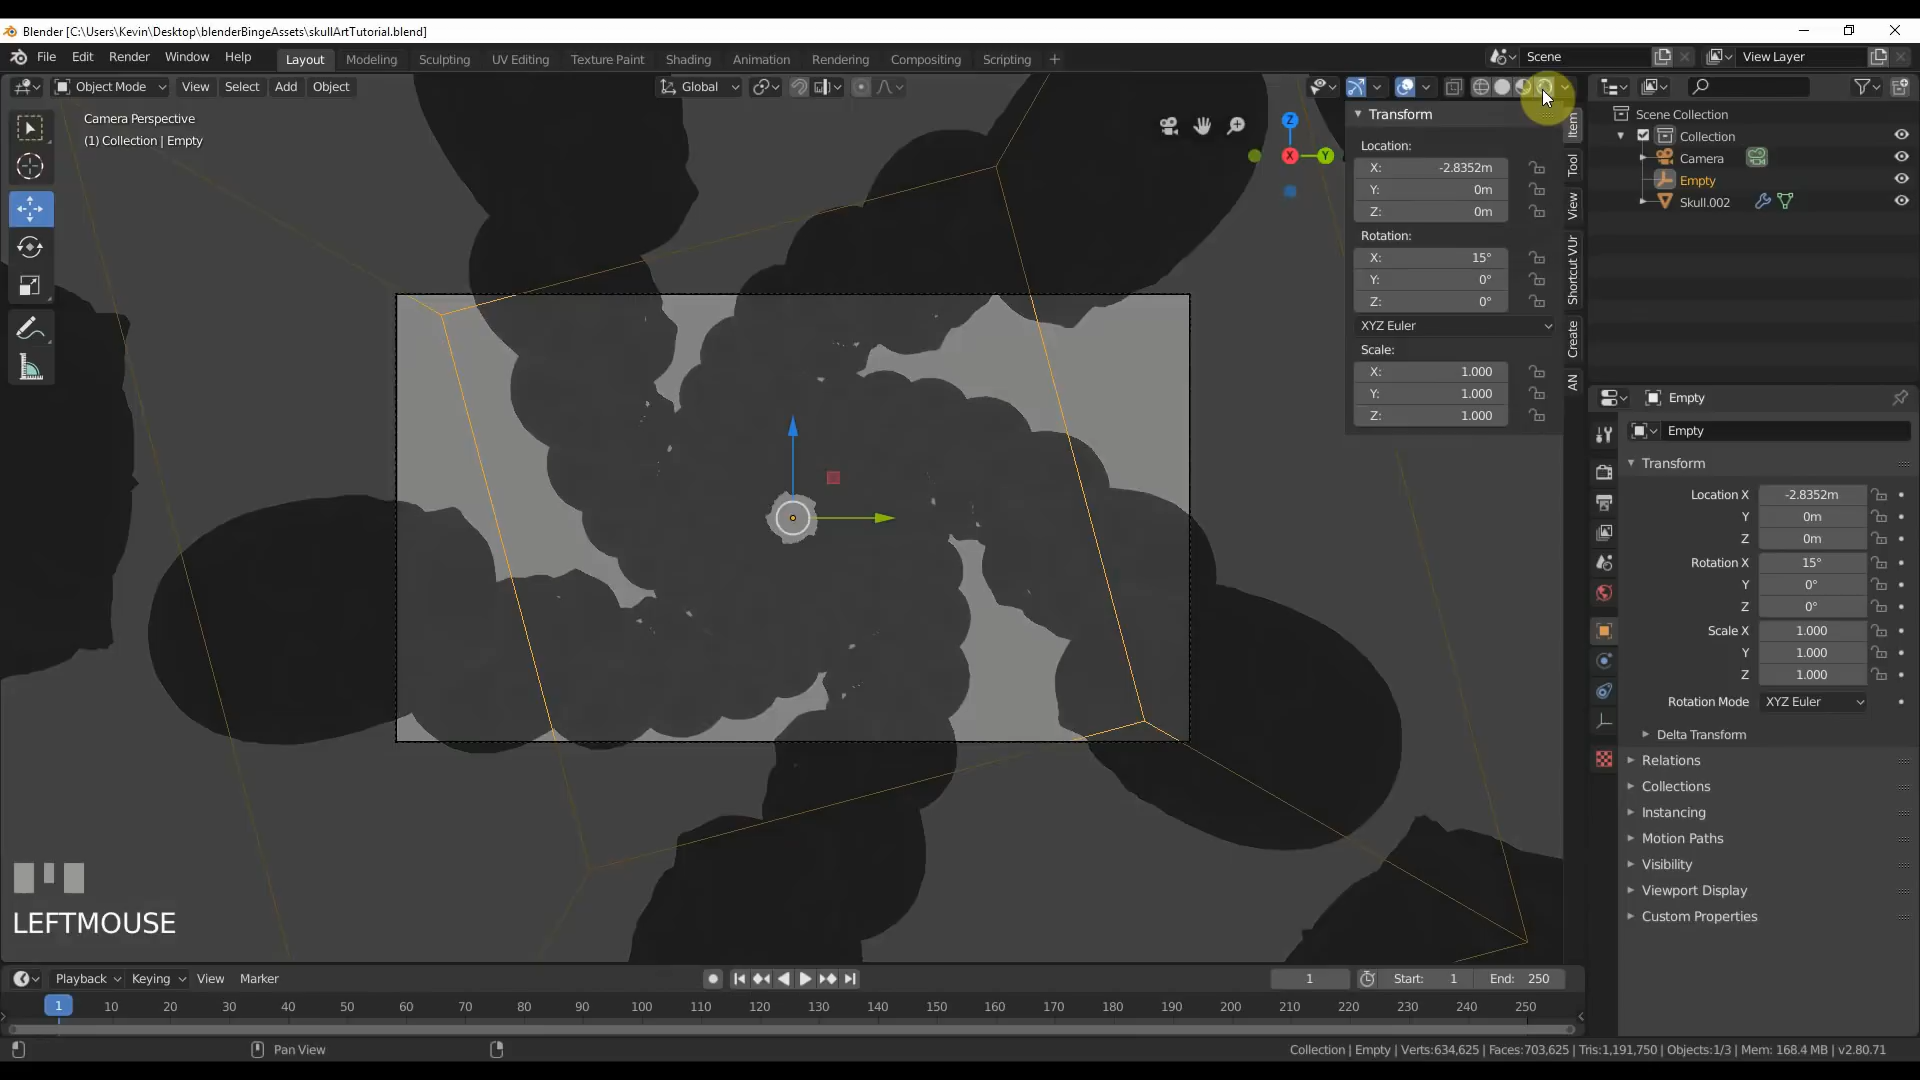 Blender [C:\Users\Kevin\Desktop\blenderBingeAssets\skullArtTutorial.blend]
File Edit Render Window Help Layout Modeling Sculpting UV Editing Texture Paint Shading Animation Rendering Compositing Scripting + Scene View Layer
Object Mode View Select Add Object Global
Camera Perspective
(1) Collection | Empty
Z
X
Y
Transform
Location:
X: -2.8352m
Y: 0m
Z: 0m
Rotation:
X: 15°
Y: 0°
Z: 0°
XYZ Euler
Scale:
X: 1.000
Y: 1.000
Z: 1.000
Item
Tool
View
Shortcut VUr
Create
AN
Scene Collection
Collection
Camera
Empty
Skull.002
Empty
Empty
Transform
Location X -2.8352m
Y 0m
Z 0m
Rotation X 15°
Y 0°
Z 0°
Scale X 1.000
Y 1.000
Z 1.000
Rotation Mode XYZ Euler
Delta Transform
Relations
Collections
Instancing
Motion Paths
Visibility
Viewport Display
Custom Properties
LEFTMOUSE
Playback Keying View Marker 1 Start: 1 End: 250
1 10 20 30 40 50 60 70 80 90 100 110 120 130 140 150 160 170 180 190 200 210 220 230 240 250
Pan View
Collection | Empty | Verts:634,625 | Faces:703,625 | Tris:1,191,750 | Objects:1/3 | Mem: 168.4 MB | v2.80.71